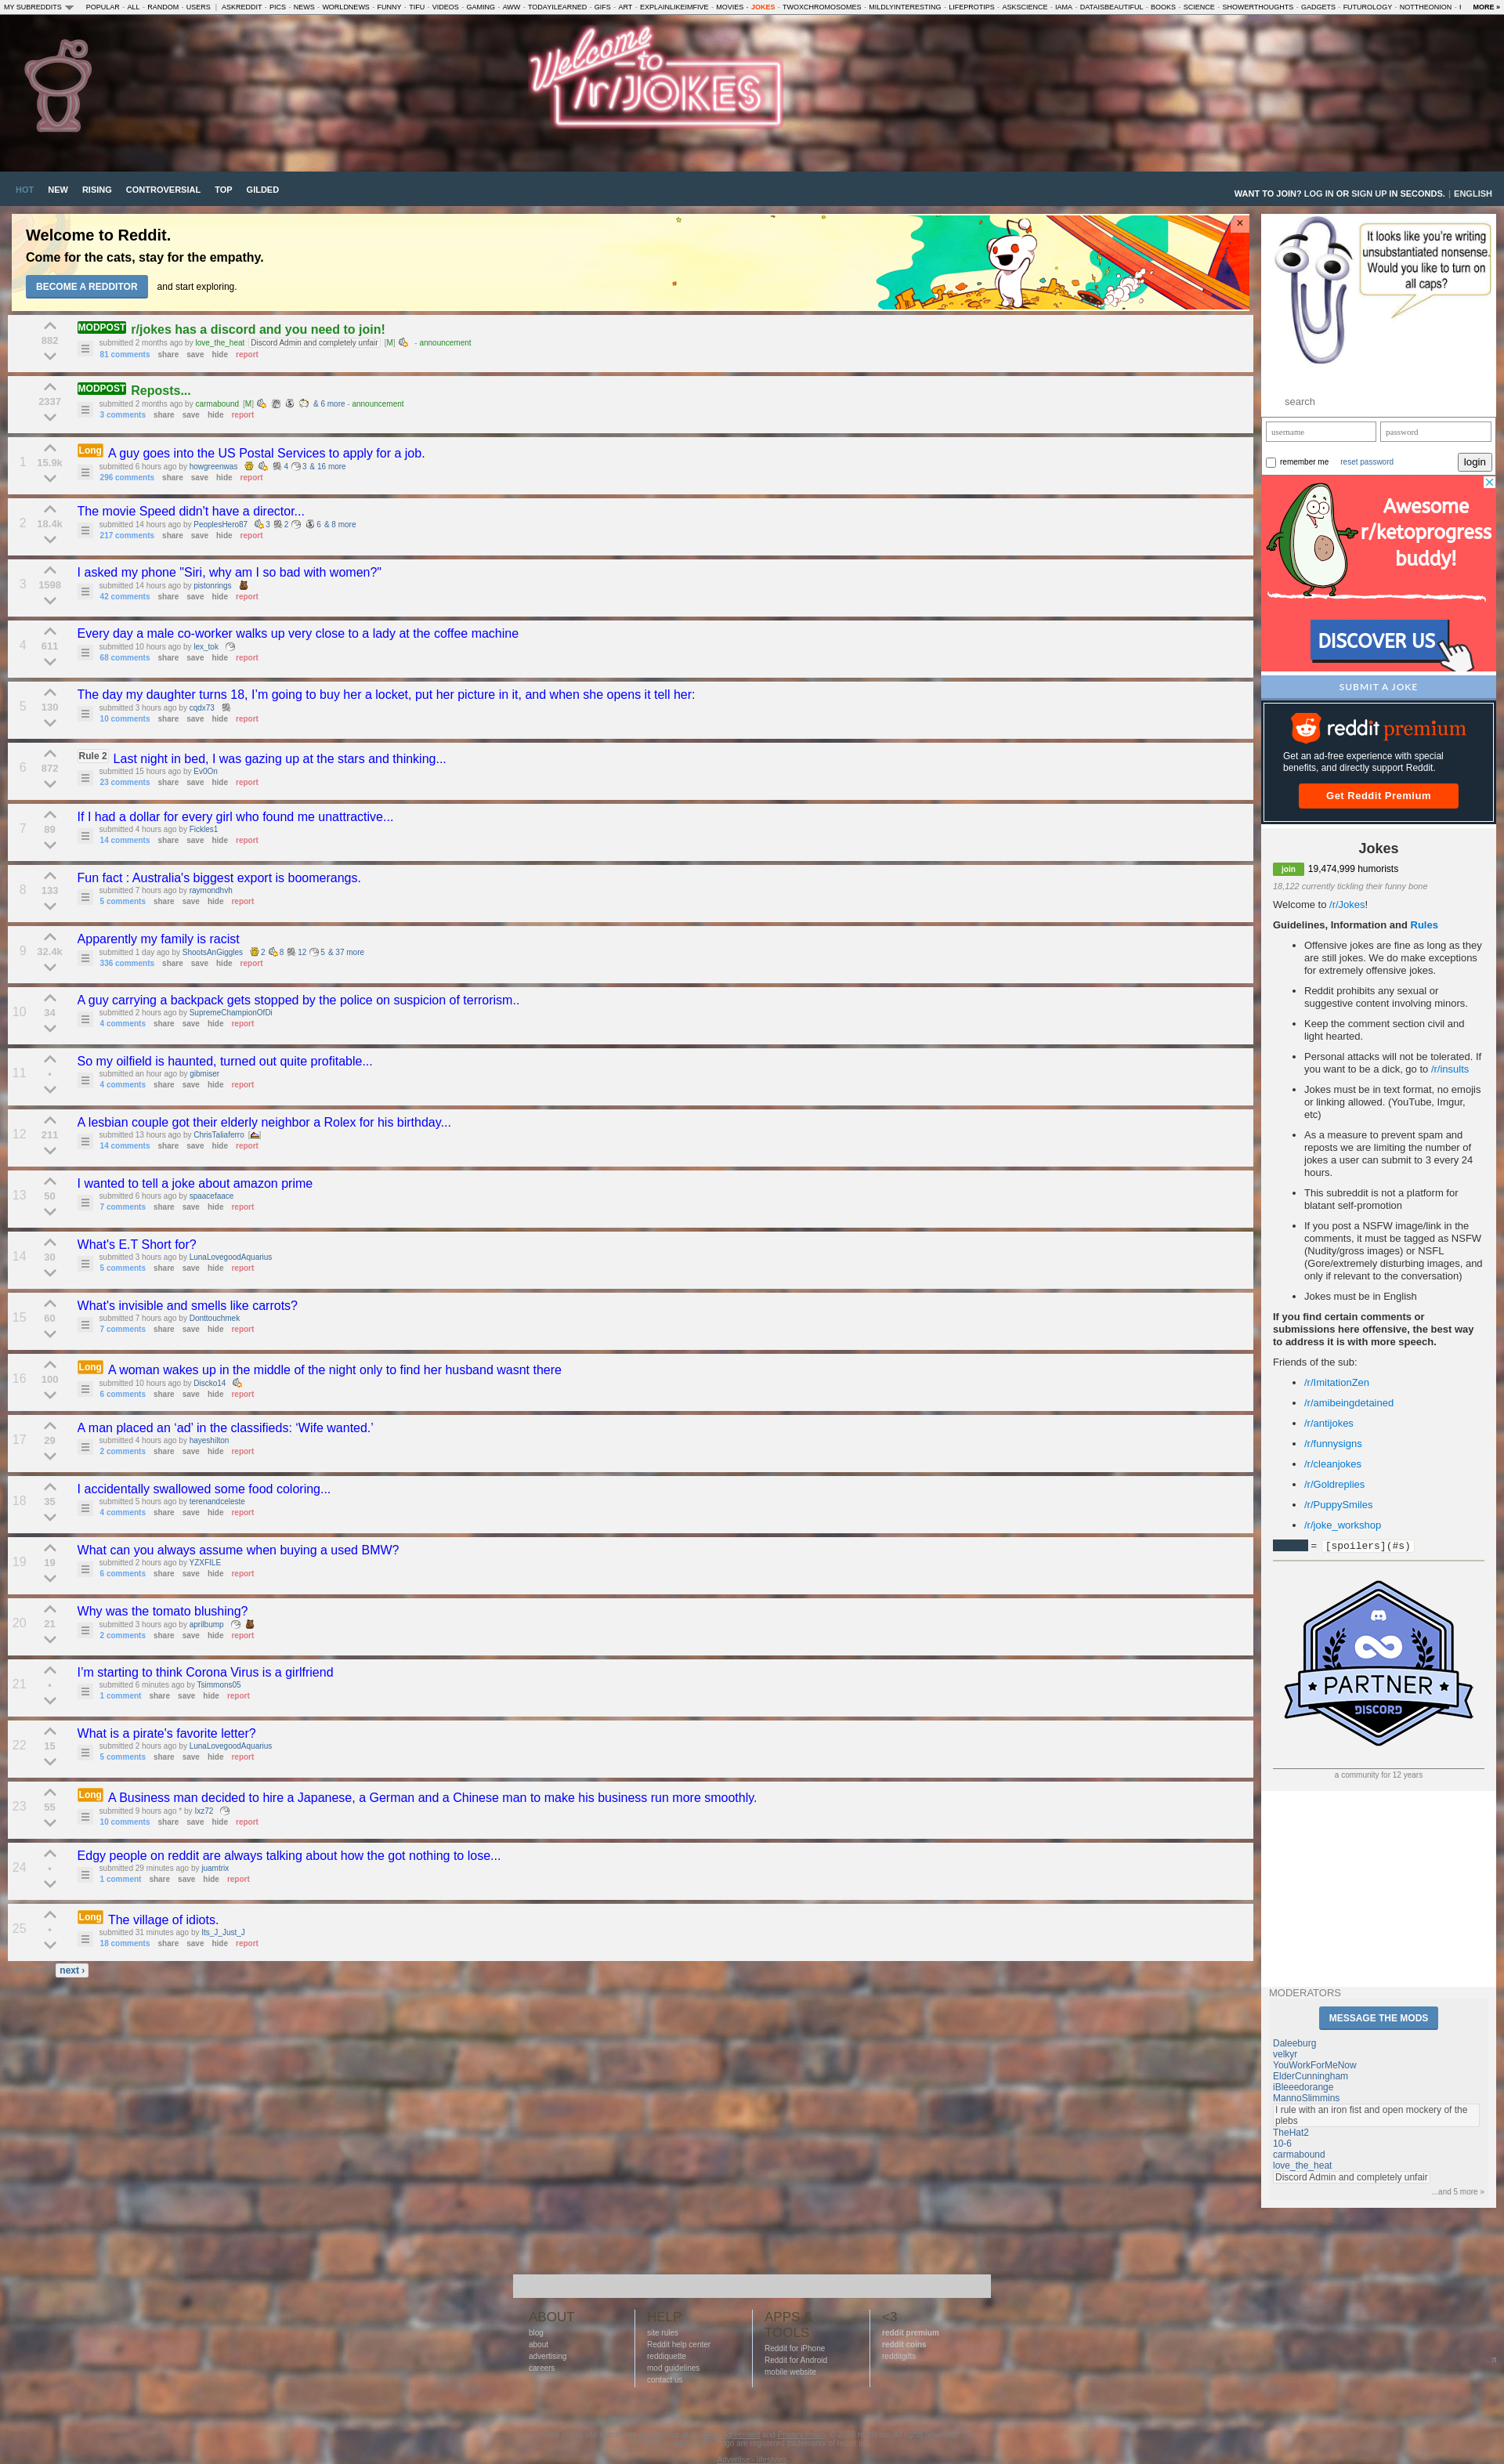 MY SUBREDDITS POPULAR - ALL - RANDOM - USERS | ASKREDDIT - PICS - NEWS - WORLDNEWS - FUNNY - TIFU - VIDEOS - GAMING - AWW - TODAYILEARNED - GIFS - ART - EXPLAINLIKEIMFIVE - MOVIES - JOKES - TWOXCHROMOSOMES - MILDLYINTERESTING - LIFEPROTIPS - ASKSCIENCE - IAMA - DATAISBEAUTIFUL - BOOKS - SCIENCE - SHOWERTHOUGHTS - GADGETS - FUTUROLOGY - NOTTHEONION - MORE »
Welcome
to
/r/JOKES
HOT NEW RISING CONTROVERSIAL TOP GILDED
WANT TO JOIN? LOG IN OR SIGN UP IN SECONDS. | ENGLISH
Welcome to Reddit.
Come for the cats, stay for the empathy.
BECOME A REDDITOR and start exploring.
×
882
MODPOST r/jokes has a discord and you need to join!
submitted 2 months ago by love_the_heat Discord Admin and completely unfair [M] - announcement
81 comments share save hide report
2337
MODPOST Reposts...
submitted 2 months ago by carmabound [M] & 6 more - announcement
3 comments share save hide report
1 15.9k
Long A guy goes into the US Postal Services to apply for a job.
submitted 6 hours ago by howgreenwas 4 3 & 16 more
296 comments share save hide report
2 18.4k
The movie Speed didn't have a director...
submitted 14 hours ago by PeoplesHero87 3 2 6 & 8 more
217 comments share save hide report
3 1598
I asked my phone "Siri, why am I so bad with women?"
submitted 14 hours ago by pistonrings
42 comments share save hide report
4 611
Every day a male co-worker walks up very close to a lady at the coffee machine
submitted 10 hours ago by lex_tok
68 comments share save hide report
5 130
The day my daughter turns 18, I’m going to buy her a locket, put her picture in it, and when she opens it tell her:
submitted 3 hours ago by cqdx73
10 comments share save hide report
6 872
Rule 2 Last night in bed, I was gazing up at the stars and thinking...
submitted 15 hours ago by Ev0On
23 comments share save hide report
7 89
If I had a dollar for every girl who found me unattractive...
submitted 4 hours ago by Fickles1
14 comments share save hide report
8 133
Fun fact : Australia's biggest export is boomerangs.
submitted 7 hours ago by raymondhvh
5 comments share save hide report
9 32.4k
Apparently my family is racist
submitted 1 day ago by ShootsAnGiggles 2 8 12 5 & 37 more
336 comments share save hide report
10 34
A guy carrying a backpack gets stopped by the police on suspicion of terrorism..
submitted 2 hours ago by SupremeChampionOfDi
4 comments share save hide report
11 •
So my oilfield is haunted, turned out quite profitable...
submitted an hour ago by gibmiser
4 comments share save hide report
12 211
A lesbian couple got their elderly neighbor a Rolex for his birthday...
submitted 13 hours ago by ChrisTaliaferro
14 comments share save hide report
13 50
I wanted to tell a joke about amazon prime
submitted 6 hours ago by spaacefaace
7 comments share save hide report
14 30
What's E.T Short for?
submitted 3 hours ago by LunaLovegoodAquarius
5 comments share save hide report
15 60
What's invisible and smells like carrots?
submitted 7 hours ago by Donttouchmek
7 comments share save hide report
16 100
Long A woman wakes up in the middle of the night only to find her husband wasnt there
submitted 10 hours ago by Discko14
6 comments share save hide report
17 29
A man placed an ‘ad’ in the classifieds: ‘Wife wanted.’
submitted 4 hours ago by hayeshilton
2 comments share save hide report
18 35
I accidentally swallowed some food coloring...
submitted 5 hours ago by terenandceleste
4 comments share save hide report
19 19
What can you always assume when buying a used BMW?
submitted 2 hours ago by YZXFILE
6 comments share save hide report
20 21
Why was the tomato blushing?
submitted 3 hours ago by aprilbump
2 comments share save hide report
21 •
I’m starting to think Corona Virus is a girlfriend
submitted 6 minutes ago by Tsimmons05
1 comment share save hide report
22 15
What is a pirate's favorite letter?
submitted 2 hours ago by LunaLovegoodAquarius
5 comments share save hide report
23 55
Long A Business man decided to hire a Japanese, a German and a Chinese man to make his business run more smoothly.
submitted 9 hours ago * by lxz72
10 comments share save hide report
24 •
Edgy people on reddit are always talking about how the got nothing to lose...
submitted 29 minutes ago by juamtrix
1 comment share save hide report
25 •
Long The village of idiots.
submitted 31 minutes ago by Its_J_Just_J
18 comments share save hide report
next ›
It looks like you're writing
unsubstantiated nonsense.
Would you like to turn on
all caps?
search
username password
remember me reset password login
Awesome
r/ketoprogress
buddy!
DISCOVER US
SUBMIT A JOKE
reddit premium
Get an ad-free experience with special
benefits, and directly support Reddit.
Get Reddit Premium
Jokes
join 19,474,999 humorists
18,122 currently tickling their funny bone
Welcome to /r/Jokes!
Guidelines, Information and Rules
• Offensive jokes are fine as long as they
are still jokes. We do make exceptions
for extremely offensive jokes.
• Reddit prohibits any sexual or
suggestive content involving minors.
• Keep the comment section civil and
light hearted.
• Personal attacks will not be tolerated. If
you want to be a dick, go to /r/insults
• Jokes must be in text format, no emojis
or linking allowed. (YouTube, Imgur,
etc)
• As a measure to prevent spam and
reposts we are limiting the number of
jokes a user can submit to 3 every 24
hours.
• This subreddit is not a platform for
blatant self-promotion
• If you post a NSFW image/link in the
comments, it must be tagged as NSFW
(Nudity/gross images) or NSFL
(Gore/extremely disturbing images, and
only if relevant to the conversation)
• Jokes must be in English
If you find certain comments or
submissions here offensive, the best way
to address it is with more speech.
Friends of the sub:
• /r/ImitationZen
• /r/amibeingdetained
• /r/antijokes
• /r/funnysigns
• /r/cleanjokes
• /r/Goldreplies
• /r/PuppySmiles
• /r/joke_workshop
= [spoilers](#s)
PARTNER
DISCORD
a community for 12 years
MODERATORS
MESSAGE THE MODS
Daleeburg
velkyr
YouWorkForMeNow
ElderCunningham
iBleeedorange
MannoSlimmins
I rule with an iron fist and open mockery of the
plebs
TheHat2
10-6
carmabound
love_the_heat
Discord Admin and completely unfair
...and 5 more »
ABOUT
blog
about
advertising
careers
HELP
site rules
Reddit help center
reddiquette
mod guidelines
contact us
APPS &
TOOLS
Reddit for iPhone
Reddit for Android
mobile website
<3
reddit premium
reddit coins
redditgifts
π